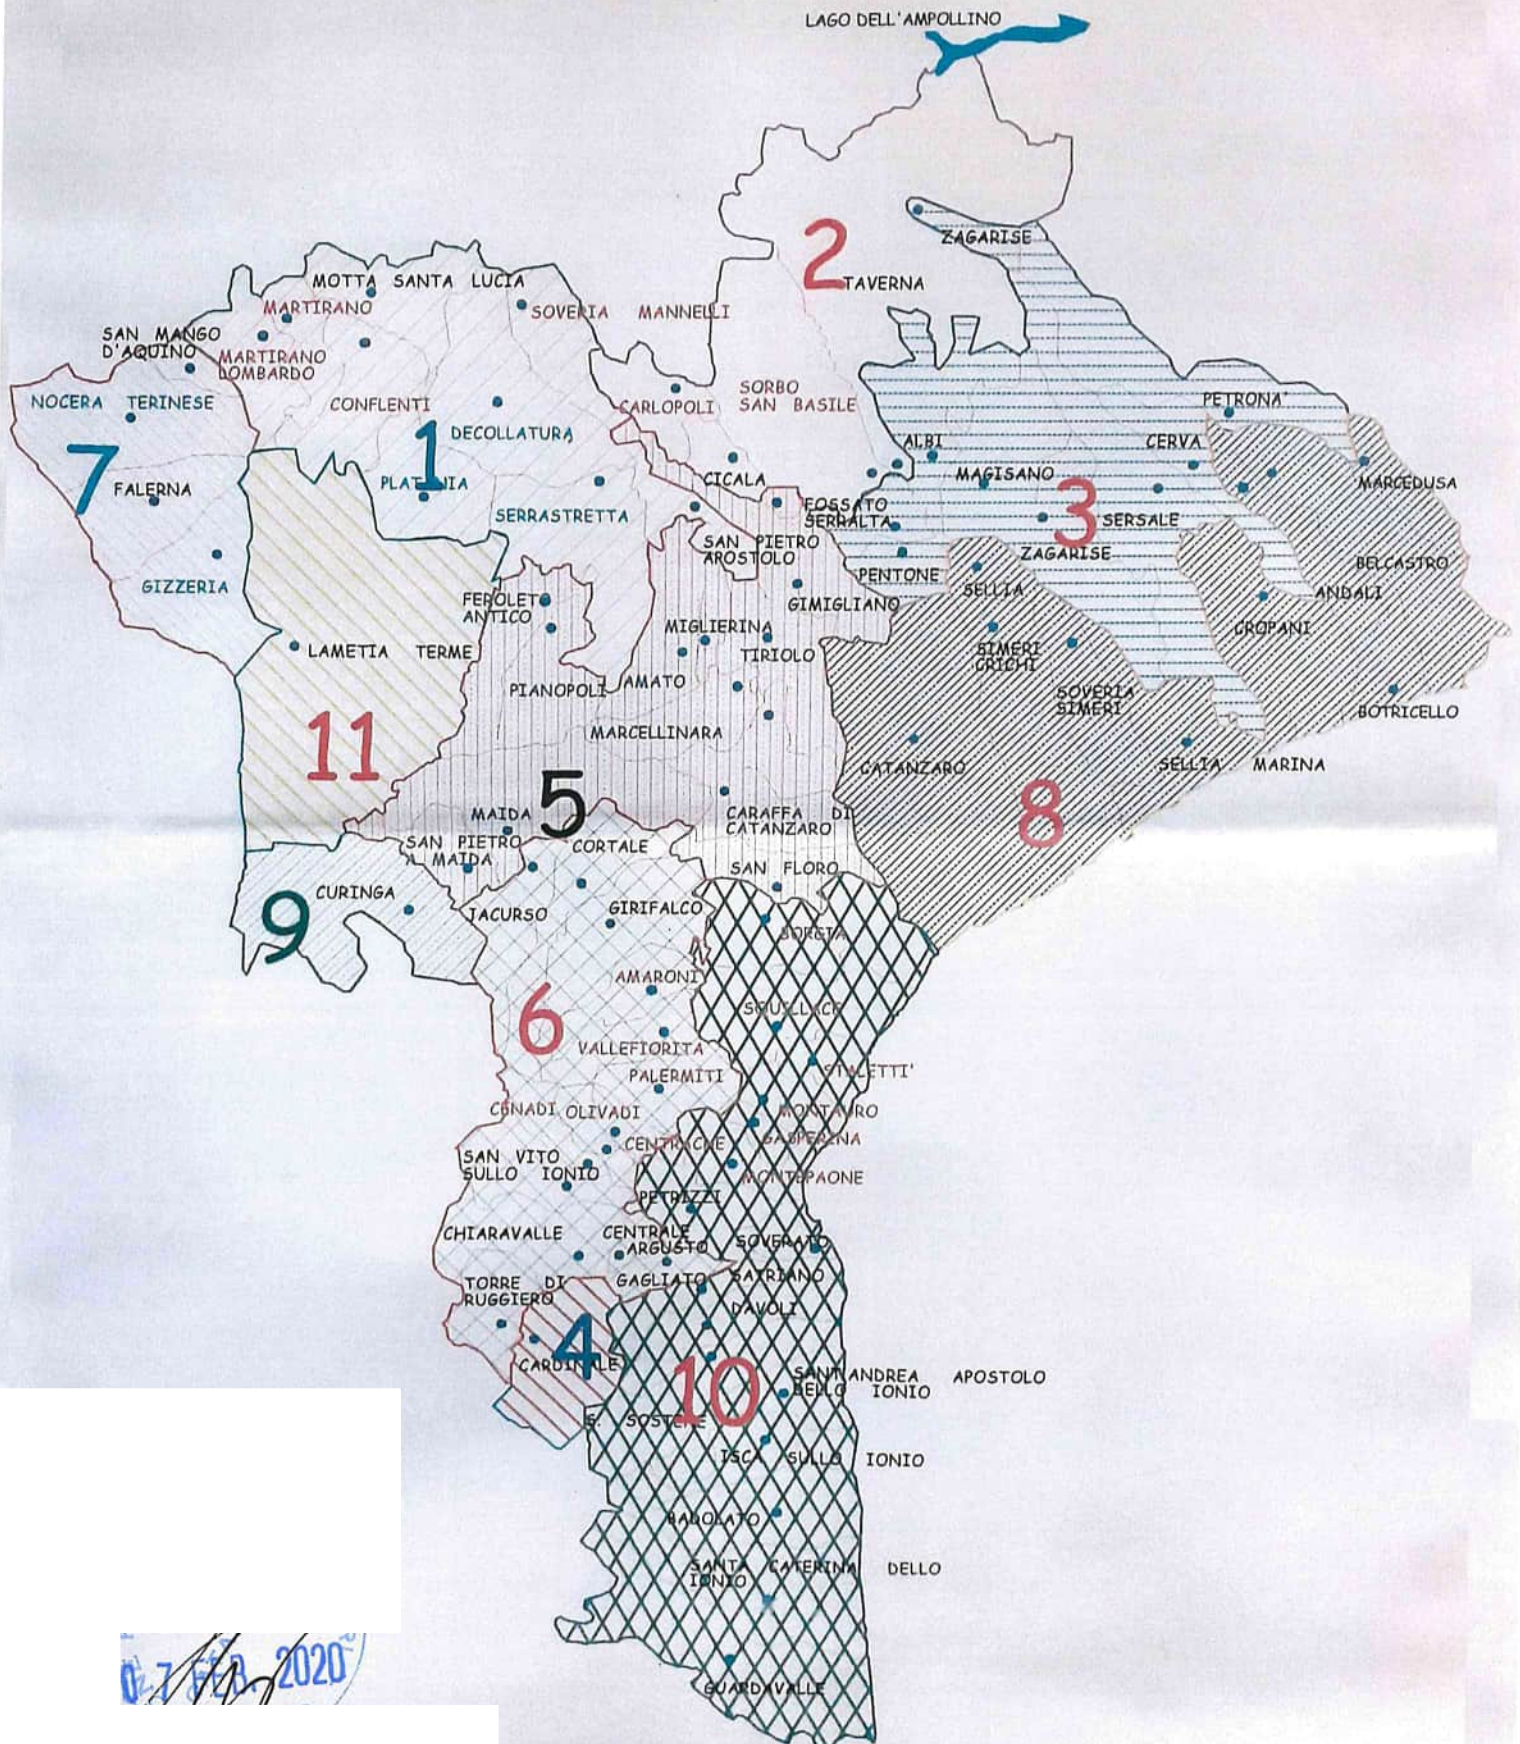 LAGO DELL'AMPOLLINO
ZAGARISE
2
TAVERNA
MOTTA SANTA LUCIA
MARTIRANO
SOVERIA MANNELLI
SAN MANGO
D'AQUINO
MARTIRANO
LOMBARDO
NOCERA TERINESE
CONFLENTI
CARLOPOLI
SORBO
SAN BASILE
PETRONA'
1
DECOLLATURA
ALBI
CERVA
7
FALERNA
PLATANIA
CICALA
MAGISANO
MARCEDUSA
SERRASTRETTA
FOSSATO
SERRALTA
3
SERSALE
SAN PIETRO
APOSTOLO
ZAGARISE
BELCASTRO
GIZZERIA
PENTONE
SELLIA
ANDALI
FEROLETO
ANTICO
GIMIGLIANO
MIGLIERINA
CROPANI
LAMETIA TERME
TIRIOLO
SIMERI
CRICHI
PIANOPOLI
AMATO
SOVERIA
SIMERI
BOTRICELLO
11
MARCELLINARA
CATANZARO
SELLIA MARINA
5
8
MAIDA
CARAFFA DI
CATANZARO
SAN PIETRO
A MAIDA
CORTALE
SAN FLORO
9
CURINGA
JACURSO
GIRIFALCO
BORGIA
AMARONI
6
SQUILLACE
VALLEFIORITA
STALETTI'
PALERMITI
CENADI
OLIVADI
MONTAURO
CENTRACHE
GASPERINA
SAN VITO
SULLO IONIO
MONTEPAONE
PETRIZZI
CHIARAVALLE CENTRALE
ARGUSTO
SOVERATO
TORRE DI
RUGGIERO
GAGLIATO
SATRIANO
DAVOLI
4
CARDINALE
10
SANT'ANDREA APOSTOLO
DELLO IONIO
S. SOSTENE
ISCA SULLO IONIO
BADOLATO
SANTA CATERINA DELLO
IONIO
GUARDAVALLE
07 FEB. 2020